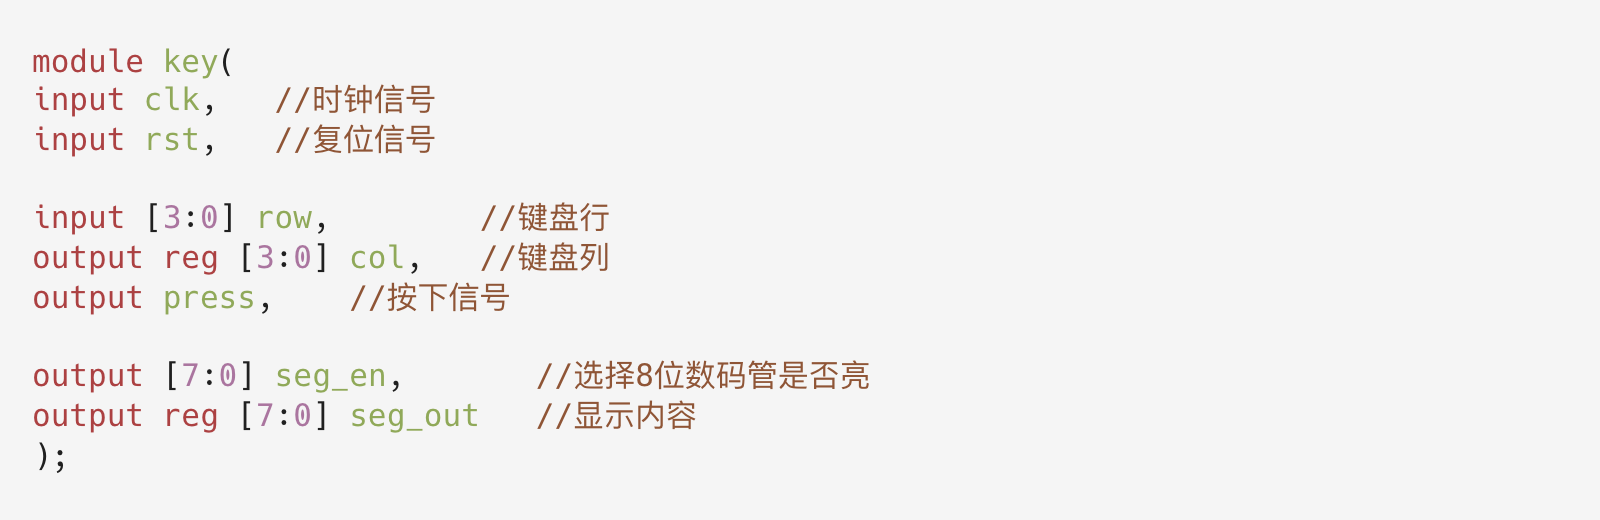 module key(
input clk,   //时钟信号
input rst,   //复位信号
input [3:0] row,        //键盘行
output reg [3:0] col,   //键盘列
output press,    //按下信号
output [7:0] seg_en,       //选择8位数码管是否亮
output reg [7:0] seg_out   //显示内容
);